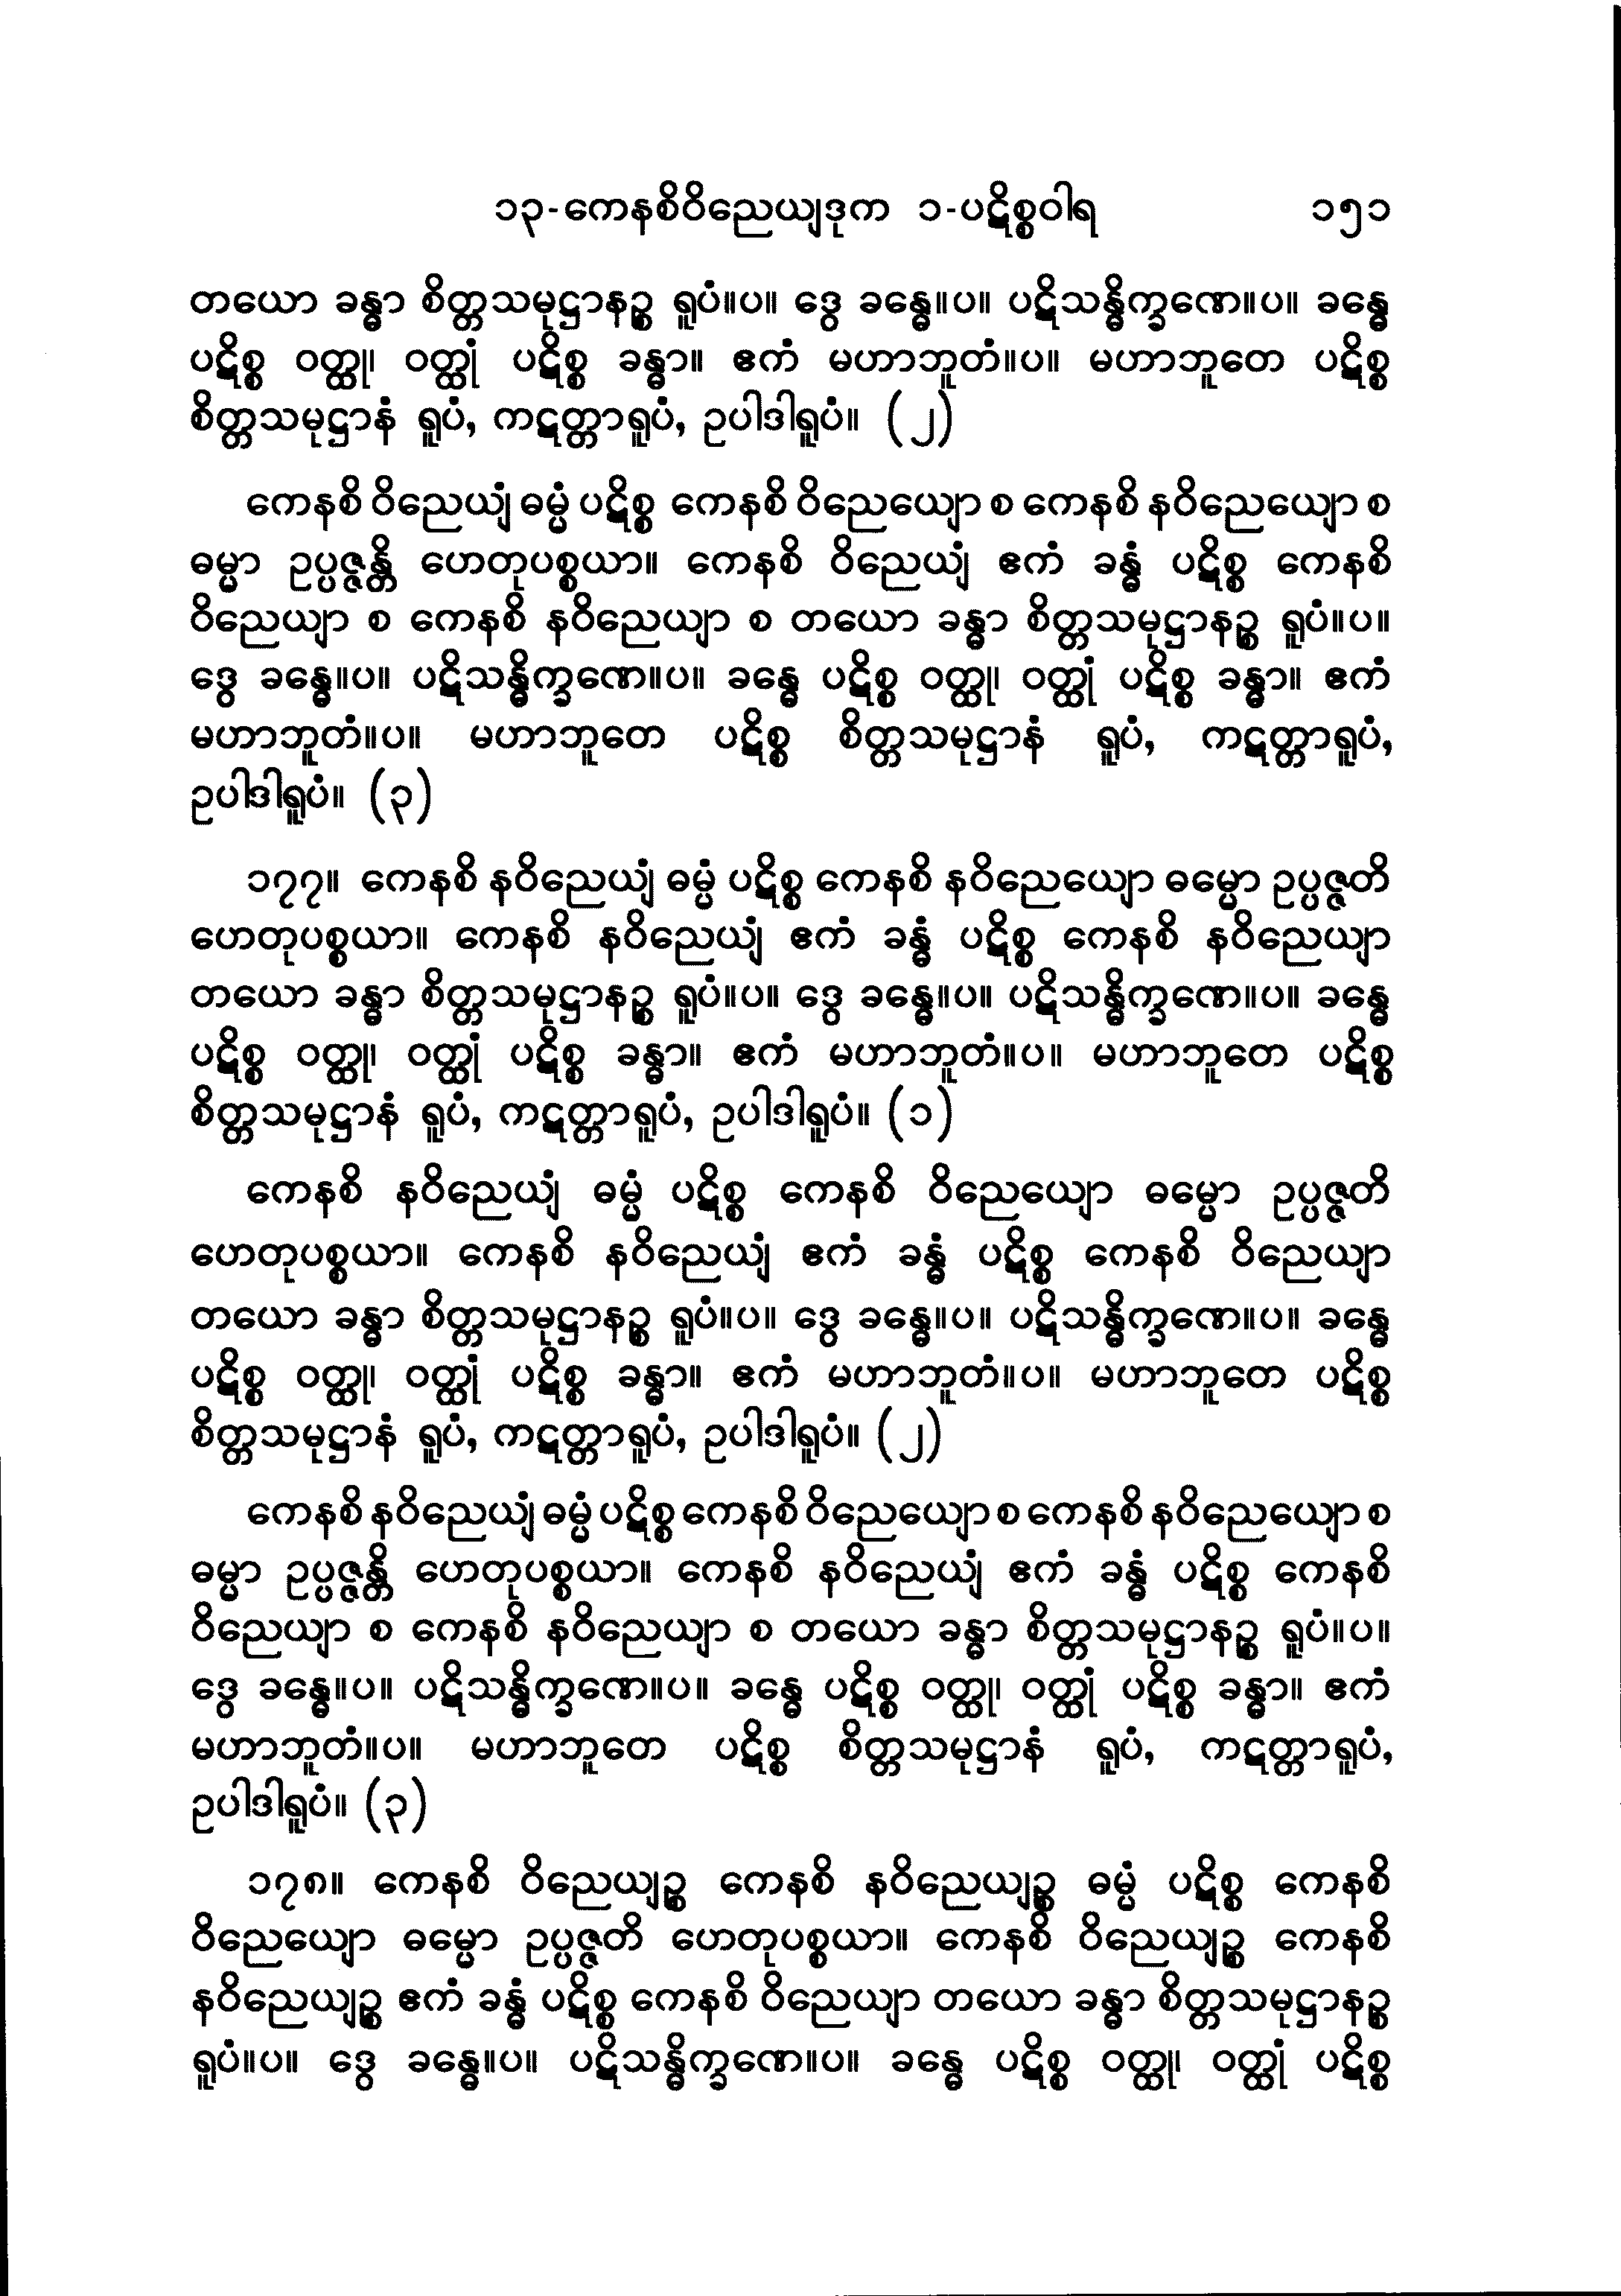 ၁၃-ကေနစိဝိညေယျဒုက ၁-ပဋိစ္စဝါရ ၁၅၁
တယော ခန္ဓာ စိတ္တသမုဋ္ဌာနဉ္စ ရူပံ။ပ။ ဒွေ ခန္ဓေ။ပ။ ပဋိသန္ဓိက္ခဏေ။ပ။ ခန္ဓေ
ပဋိစ္စ ဝတ္ထု၊ ဝတ္ထုံ ပဋိစ္စ ခန္ဓာ။ ဧကံ မဟာဘူတံ။ပ။ မဟာဘူတေ ပဋိစ္စ
စိတ္တသမုဋ္ဌာနံ ရူပံ, ကဋတ္တာရူပံ, ဥပါဒါရူပံ။ (၂)
ကေနစိ ဝိညေယျံ ဓမ္မံ ပဋိစ္စ ကေနစိ ဝိညေယျော စ ကေနစိ နဝိညေယျော စ
ဓမ္မာ ဥပ္ပဇ္ဇန္တိ ဟေတုပစ္စယာ။ ကေနစိ ဝိညေယျံ ဧကံ ခန္ဓံ ပဋိစ္စ ကေနစိ
ဝိညေယျာ စ ကေနစိ နဝိညေယျာ စ တယော ခန္ဓာ စိတ္တသမုဋ္ဌာနဉ္စ ရူပံ။ပ။
ဒွေ ခန္ဓေ။ပ။ ပဋိသန္ဓိက္ခဏေ။ပ။ ခန္ဓေ ပဋိစ္စ ဝတ္ထု၊ ဝတ္ထုံ ပဋိစ္စ ခန္ဓာ။ ဧကံ
မဟာဘူတံ။ပ။ မဟာဘူတေ ပဋိစ္စ စိတ္တသမုဋ္ဌာနံ ရူပံ, ကဋတ္တာရူပံ,
ဥပါဒါရူပံ။ (၃)
၁၇၇။ ကေနစိ နဝိညေယျံ ဓမ္မံ ပဋိစ္စ ကေနစိ နဝိညေယျော ဓမ္မော ဥပ္ပဇ္ဇတိ
ဟေတုပစ္စယာ။ ကေနစိ နဝိညေယျံ ဧကံ ခန္ဓံ ပဋိစ္စ ကေနစိ နဝိညေယျာ
တယော ခန္ဓာ စိတ္တသမုဋ္ဌာနဉ္စ ရူပံ။ပ။ ဒွေ ခန္ဓေ။ပ။ ပဋိသန္ဓိက္ခဏေ။ပ။ ခန္ဓေ
ပဋိစ္စ ဝတ္ထု၊ ဝတ္ထုံ ပဋိစ္စ ခန္ဓာ။ ဧကံ မဟာဘူတံ။ပ။ မဟာဘူတေ ပဋိစ္စ
စိတ္တသမုဋ္ဌာနံ ရူပံ, ကဋတ္တာရူပံ, ဥပါဒါရူပံ။ (၁)
ကေနစိ နဝိညေယျံ ဓမ္မံ ပဋိစ္စ ကေနစိ ဝိညေယျော ဓမ္မော ဥပ္ပဇ္ဇတိ
ဟေတုပစ္စယာ။ ကေနစိ နဝိညေယျံ ဧကံ ခန္ဓံ ပဋိစ္စ ကေနစိ ဝိညေယျာ
တယော ခန္ဓာ စိတ္တသမုဋ္ဌာနဉ္စ ရူပံ။ပ။ ဒွေ ခန္ဓေ။ပ။ ပဋိသန္ဓိက္ခဏေ။ပ။ ခန္ဓေ
ပဋိစ္စ ဝတ္ထု၊ ဝတ္ထုံ ပဋိစ္စ ခန္ဓာ။ ဧကံ မဟာဘူတံ။ပ။ မဟာဘူတေ ပဋိစ္စ
စိတ္တသမုဋ္ဌာနံ ရူပံ, ကဋတ္တာရူပံ, ဥပါဒါရူပံ။ (၂)
ကေနစိ နဝိညေယျံ ဓမ္မံ ပဋိစ္စ ကေနစိ ဝိညေယျော စ ကေနစိ နဝိညေယျော စ
ဓမ္မာ ဥပ္ပဇ္ဇန္တိ ဟေတုပစ္စယာ။ ကေနစိ နဝိညေယျံ ဧကံ ခန္ဓံ ပဋိစ္စ ကေနစိ
ဝိညေယျာ စ ကေနစိ နဝိညေယျာ စ တယော ခန္ဓာ စိတ္တသမုဋ္ဌာနဉ္စ ရူပံ။ပ။
ဒွေ ခန္ဓေ။ပ။ ပဋိသန္ဓိက္ခဏေ။ပ။ ခန္ဓေ ပဋိစ္စ ဝတ္ထု၊ ဝတ္ထုံ ပဋိစ္စ ခန္ဓာ။ ဧကံ
မဟာဘူတံ။ပ။ မဟာဘူတေ ပဋိစ္စ စိတ္တသမုဋ္ဌာနံ ရူပံ, ကဋတ္တာရူပံ,
ဥပါဒါရူပံ။ (၃)
၁၇၈။ ကေနစိ ဝိညေယျဉ္စ ကေနစိ နဝိညေယျဉ္စ ဓမ္မံ ပဋိစ္စ ကေနစိ
ဝိညေယျော ဓမ္မော ဥပ္ပဇ္ဇတိ ဟေတုပစ္စယာ။ ကေနစိ ဝိညေယျဉ္စ ကေနစိ
နဝိညေယျဉ္စ ဧကံ ခန္ဓံ ပဋိစ္စ ကေနစိ ဝိညေယျာ တယော ခန္ဓာ စိတ္တသမုဋ္ဌာနဉ္စ
ရူပံ။ပ။ ဒွေ ခန္ဓေ။ပ။ ပဋိသန္ဓိက္ခဏေ။ပ။ ခန္ဓေ ပဋိစ္စ ဝတ္ထု၊ ဝတ္ထုံ ပဋိစ္စ